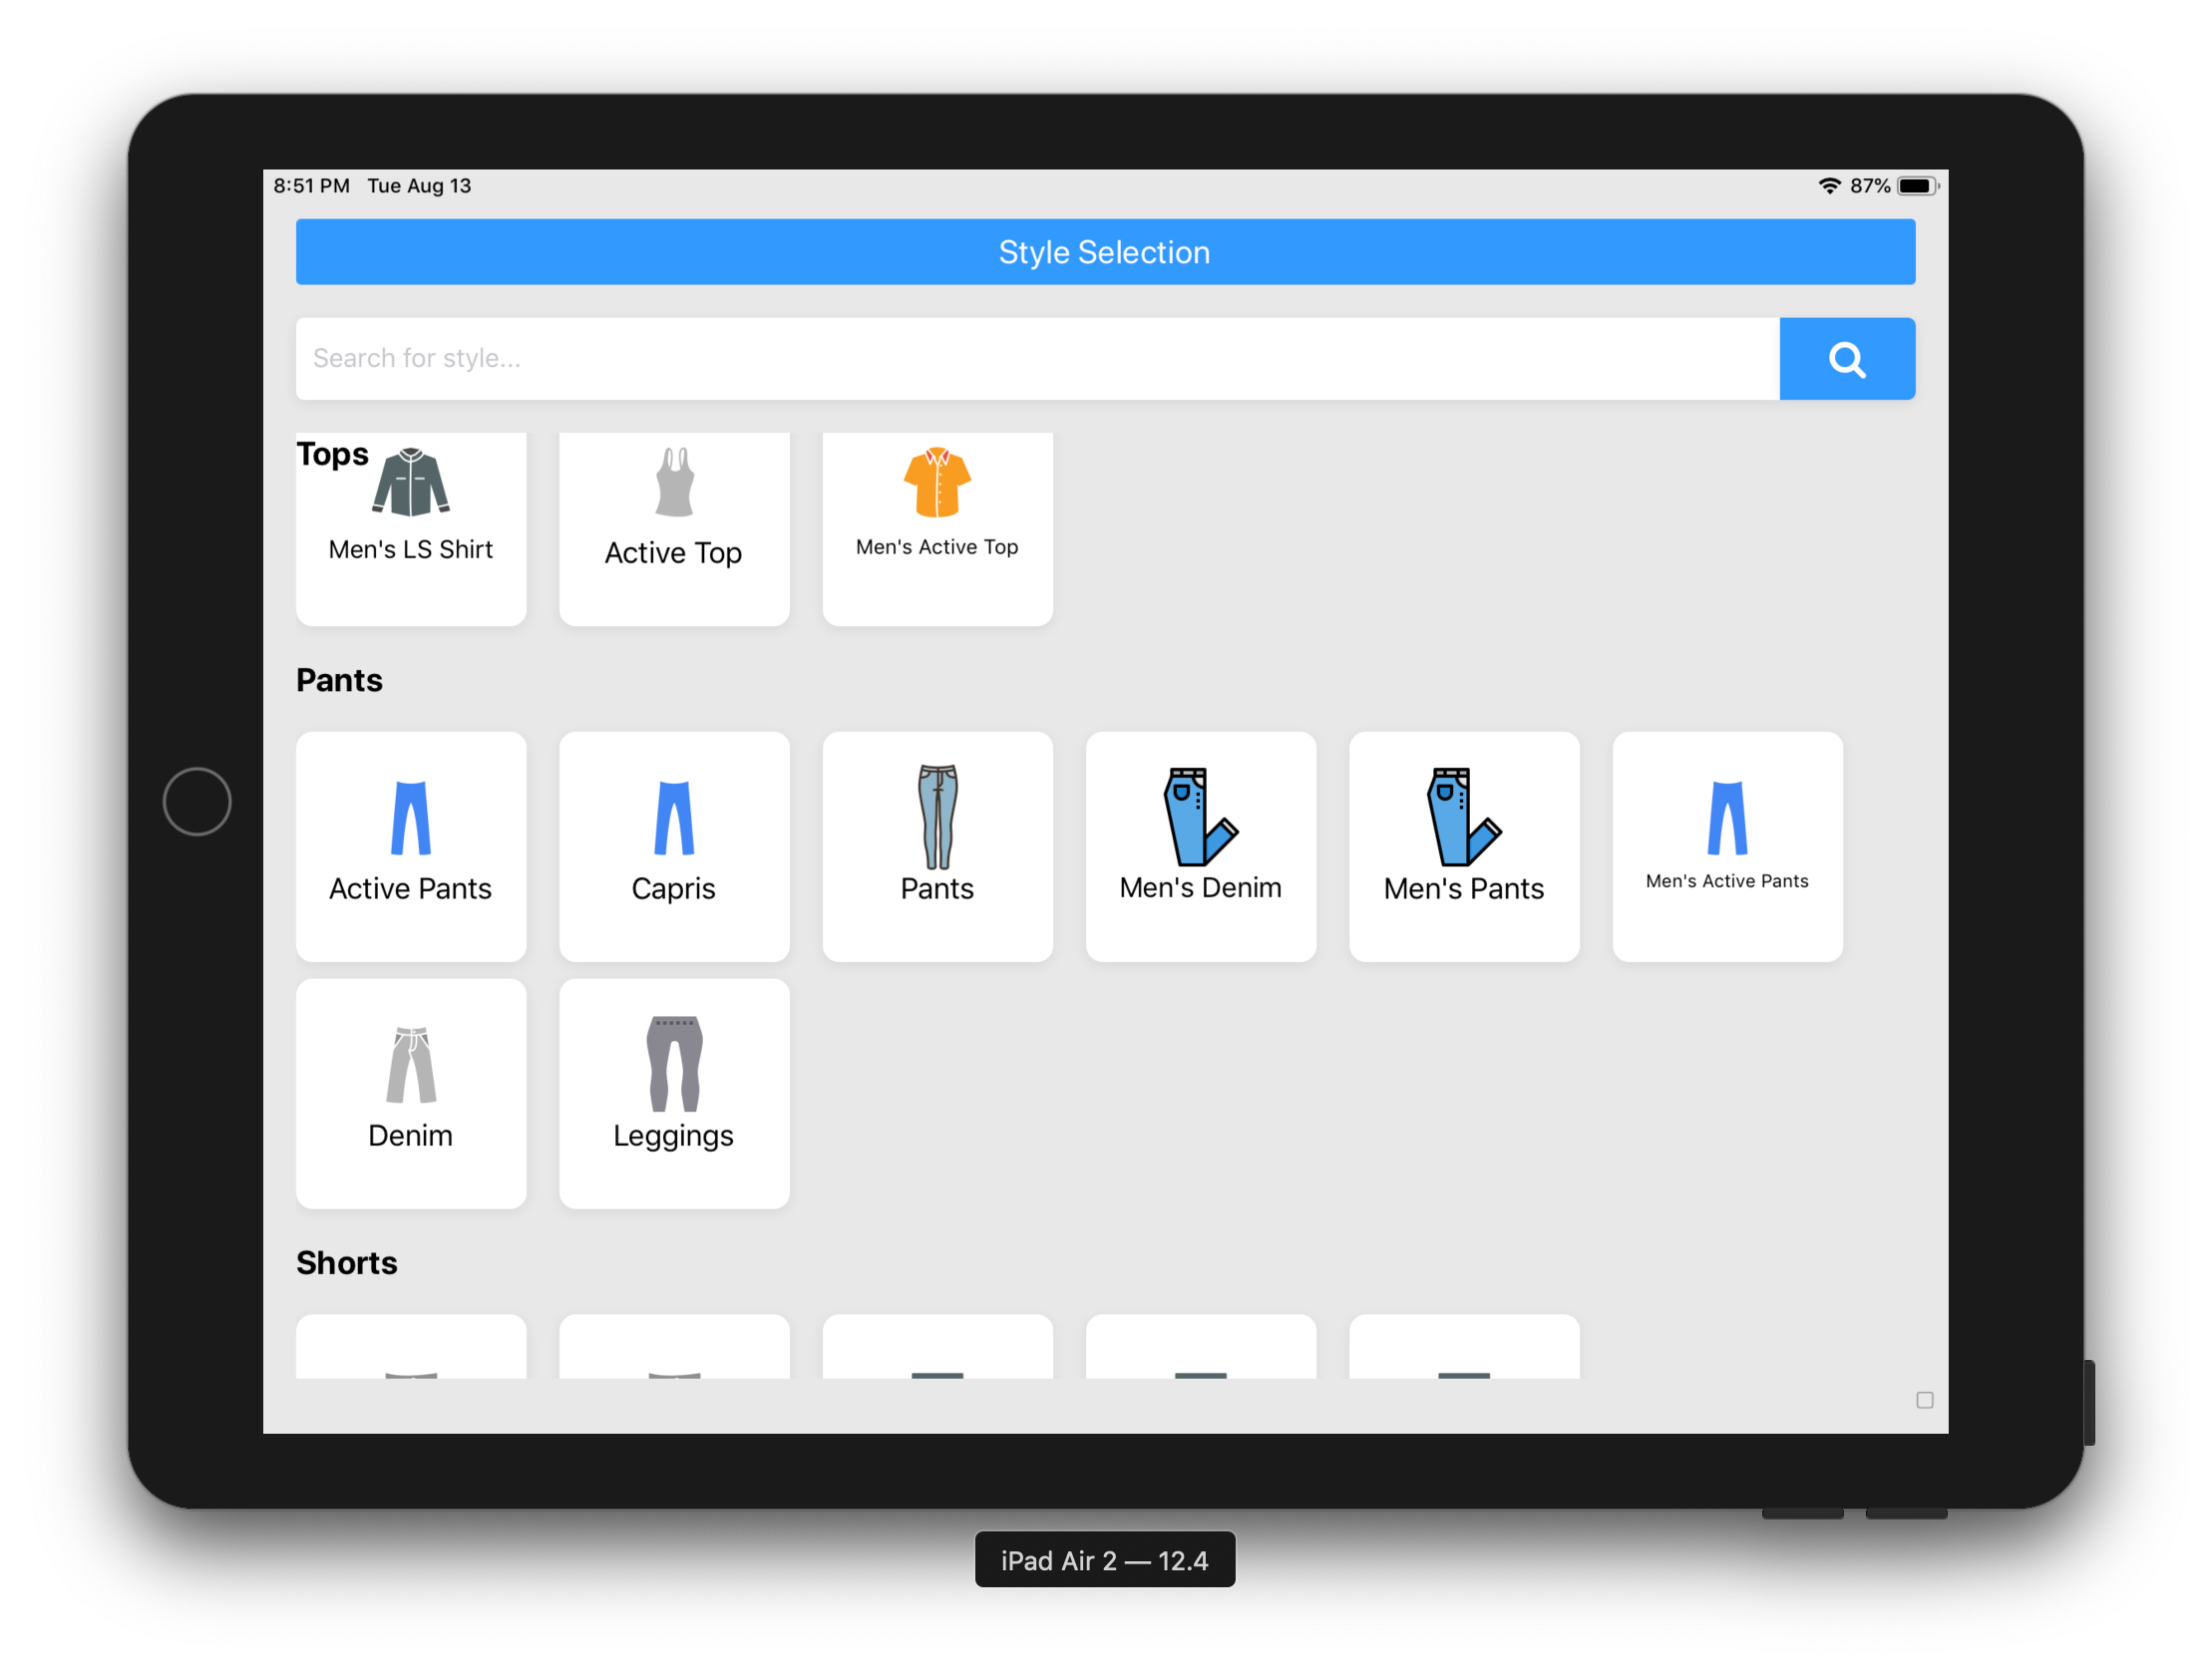 8:51 PM Tue Aug 13 87%
Style Selection
Search for style...
Tops
Men's LS Shirt Active Top Men's Active Top
Pants
Active Pants Capris Pants Men's Denim Men's Pants Men's Active Pants
Denim Leggings
Shorts
iPad Air 2 — 12.4